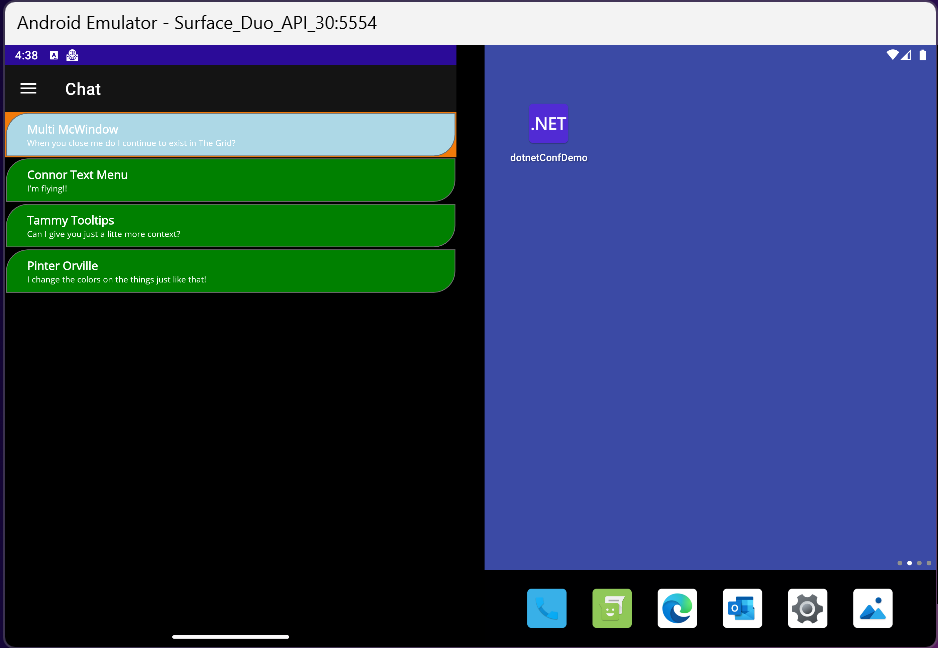 Android Emulator - Surface_Duo_API_30:5554
4:38
Chat
Multi McWindow
When you close me do I continue to exist in The Grid?
Connor Text Menu
I'm flying!!
Tammy Tooltips
Can I give you just a litte more context?
Pinter Orville
I change the colors on the things just like that!
.NET
dotnetConfDemo